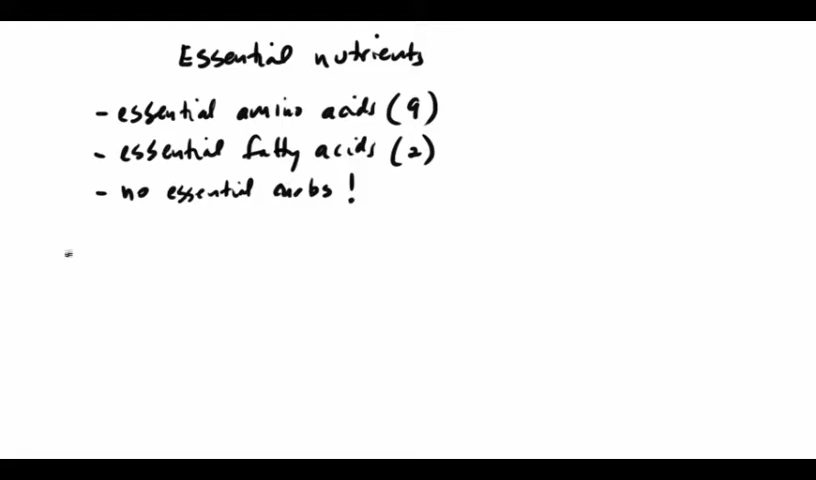 Essential nutrients
- essential amino acids (9)
- essential fatty acids (2)
- no essential carbs!